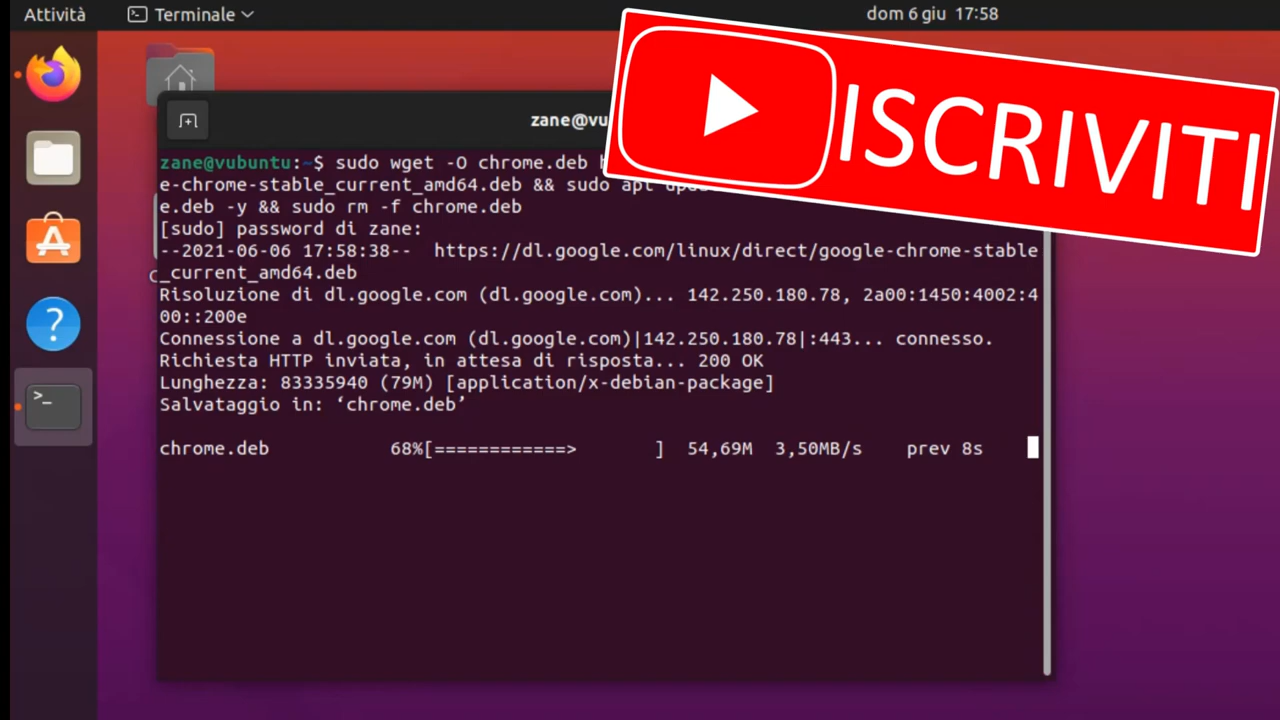 Attività
Terminale
dom 6 giu 17:58
ISCRIVITI
zane@vu
zane@vubuntu:~$ sudo wget -O chrome.deb
e-chrome-stable_current_amd64.deb && sudo apt
e.deb -y && sudo rm -f chrome.deb
[sudo] password di zane:
--2021-06-06 17:58:38-- https://dl.google.com/linux/direct/google-chrome-stable
_current_amd64.deb
Risoluzione di dl.google.com (dl.google.com)... 142.250.180.78, 2a00:1450:4002:4
00::200e
Connessione a dl.google.com (dl.google.com)|142.250.180.78|:443... connesso.
Richiesta HTTP inviata, in attesa di risposta... 200 OK
Lunghezza: 83335940 (79M) [application/x-debian-package]
Salvataggio in: ‘chrome.deb’
chrome.deb 68%[============> ] 54,69M 3,50MB/s prev 8s